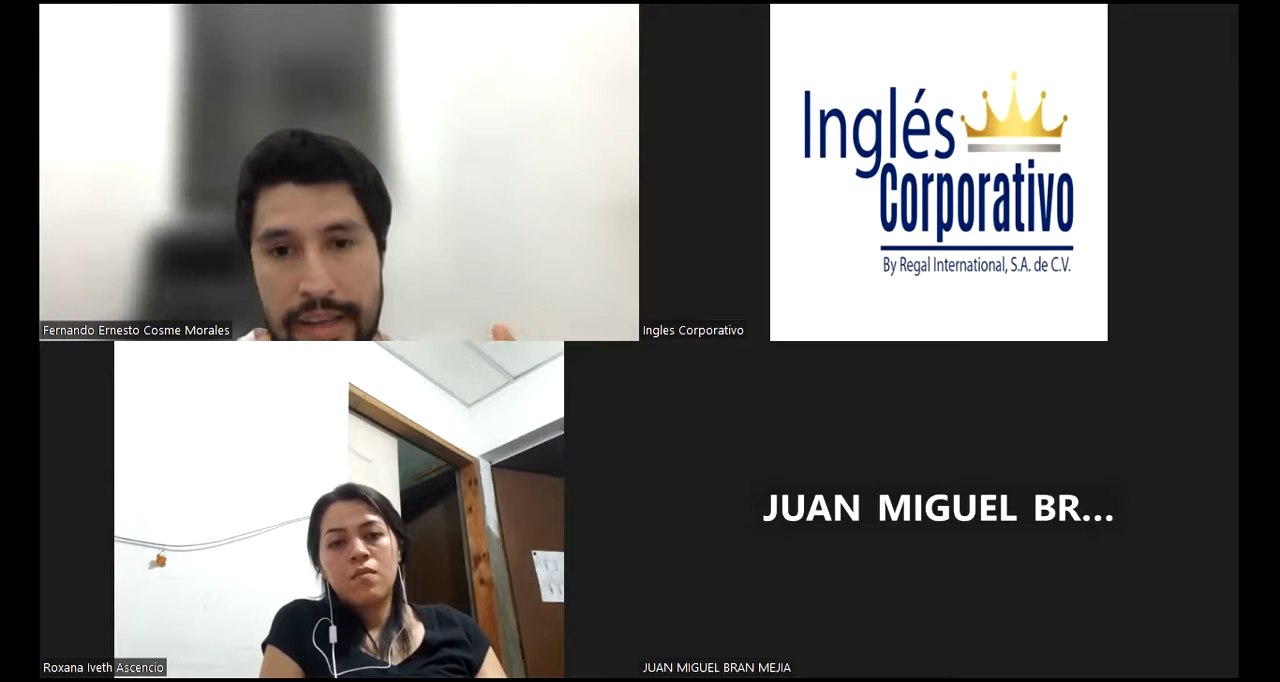 Inglés
Corporativo
By Regal International, S.A. de C.V.
Fernando Ernesto Cosme Morales
Ingles Corporativo
JUAN MIGUEL BR...
Roxana Iveth Ascencio
JUAN MIGUEL BRAN MEJIA